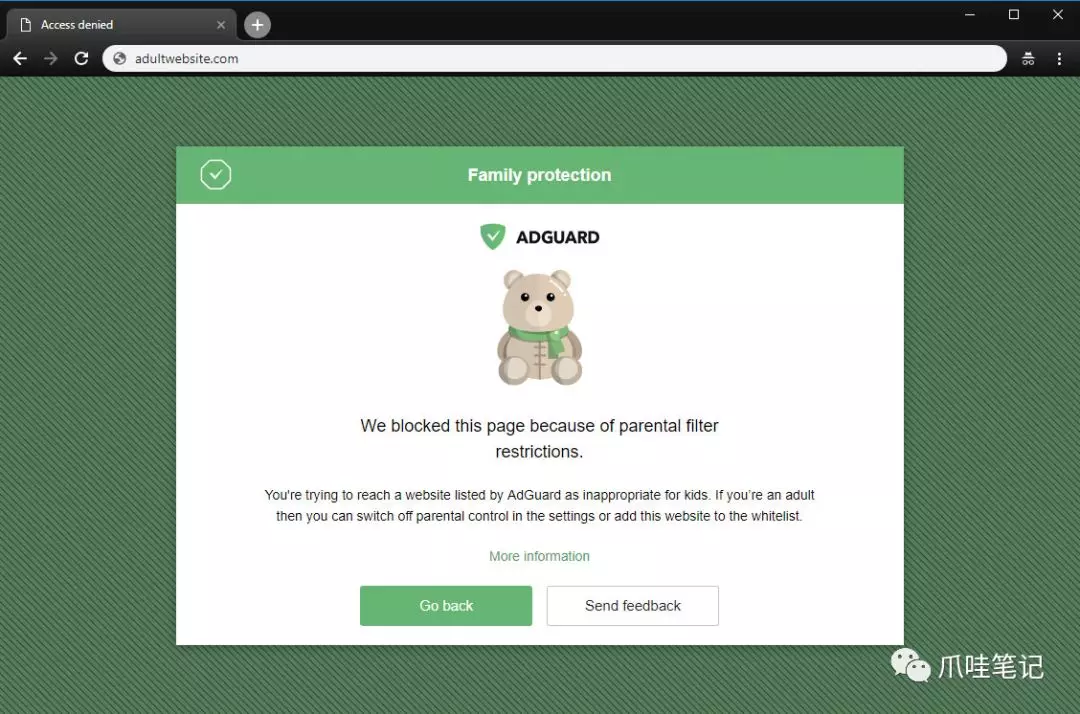 Access denied
adultwebsite.com
Family protection
ADGUARD
We blocked this page because of parental filter
restrictions.
You're trying to reach a website listed by AdGuard as inappropriate for kids. If you’re an adult
then you can switch off parental control in the settings or add this website to the whitelist.
More information
Go back
Send feedback
爪哇笔记